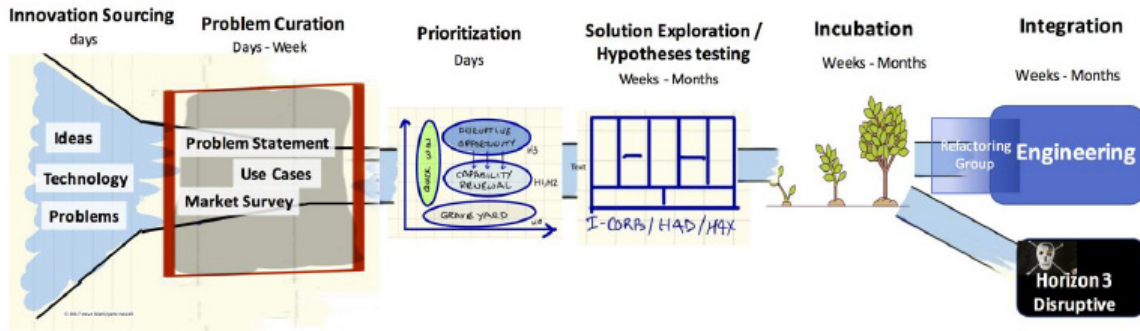 Innovation Sourcing
days
Ideas
Technology
Problems
Problem Curation
Days - Week
Problem Statement
Use Cases
Market Survey
Prioritization
Days
QUICK WIN
DISRUPTIVE
OPPORTUNITY
H3
CAPABILITY
RENEWAL
H1,H2
GRAVEYARD
Text
Solution Exploration /
Hypotheses testing
Weeks - Months
I-CORPS/H4D/H4X
Incubation
Weeks - Months
Integration
Weeks - Months
Refactoring
Group
Engineering
Horizon 3
Disruptive